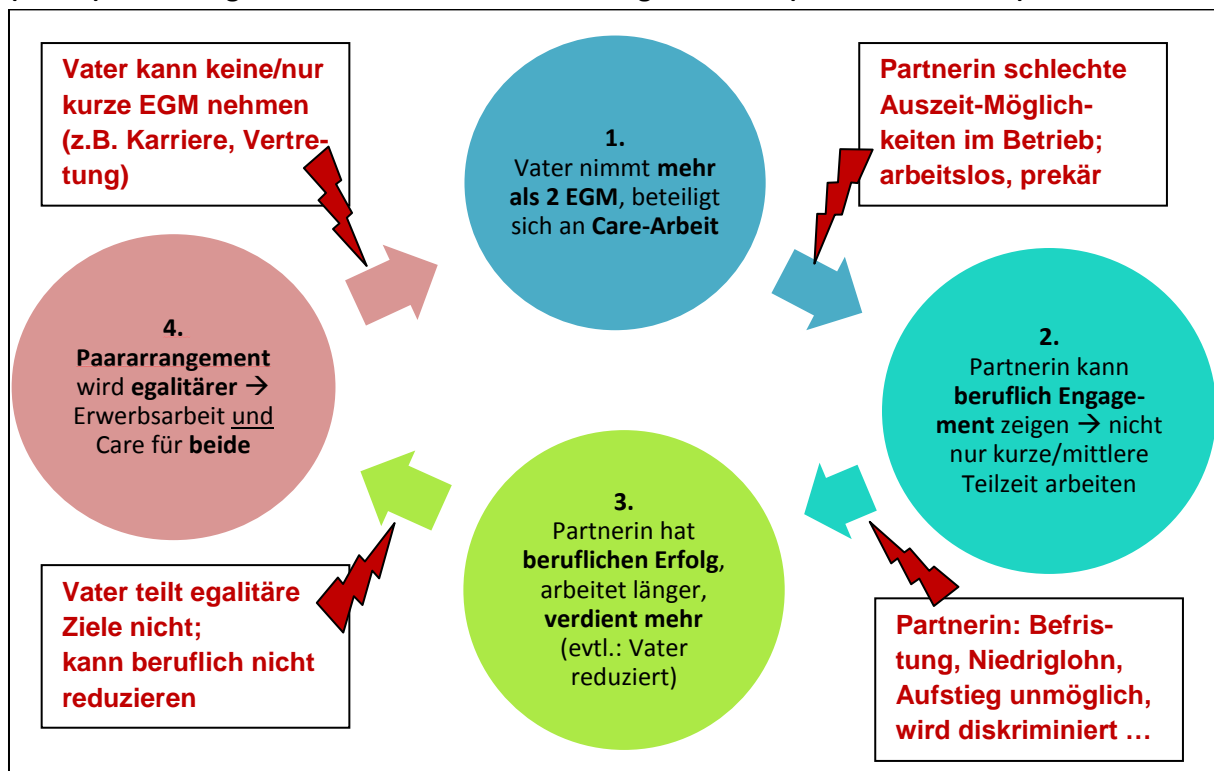 Vater kann keine/nur
kurze EGM nehmen
(z.B. Karriere, Vertre-
tung)
1.
Vater nimmt mehr
als 2 EGM, beteiligt
sich an Care-Arbeit
Partnerin schlechte
Auszeit-Möglich-
keiten im Betrieb;
arbeitslos, prekär
4.
Paararrangement
wird egalitärer →
Erwerbsarbeit und
Care für beide
2.
Partnerin kann
beruflich Engage-
ment zeigen → nicht
nur kurze/mittlere
Teilzeit arbeiten
3.
Partnerin hat
beruflichen Erfolg,
arbeitet länger,
verdient mehr
(evtl.: Vater
reduziert)
Vater teilt egalitäre
Ziele nicht;
kann beruflich nicht
reduzieren
Partnerin: Befris-
tung, Niedriglohn,
Aufstieg unmöglich,
wird diskriminiert …